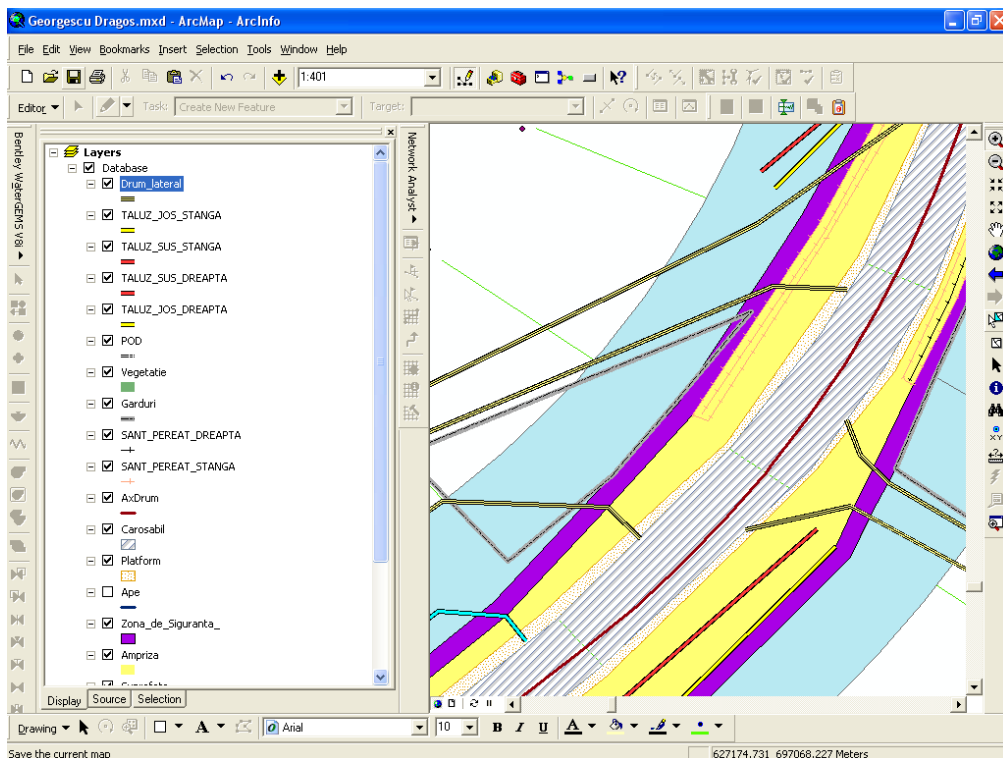 Georgescu Dragos.mxd - ArcMap - ArcInfo
File Edit View Bookmarks Insert Selection Tools Window Help
1:401
Editor Task: Create New Feature Target:
Bentley WaterGEMS V8i
Network Analyst
Layers
Database
Drum_lateral
TALUZ_JOS_STANGA
TALUZ_SUS_STANGA
TALUZ_SUS_DREAPTA
TALUZ_JOS_DREAPTA
POD
Vegetatie
Garduri
SANT_PEREAT_DREAPTA
SANT_PEREAT_STANGA
AxDrum
Carosabil
Platform
Ape
Zona_de_Siguranta_
Ampriza
Display Source Selection
Drawing A Arial 10 B I U A
Save the current map 627174.731 697068.227 Meters